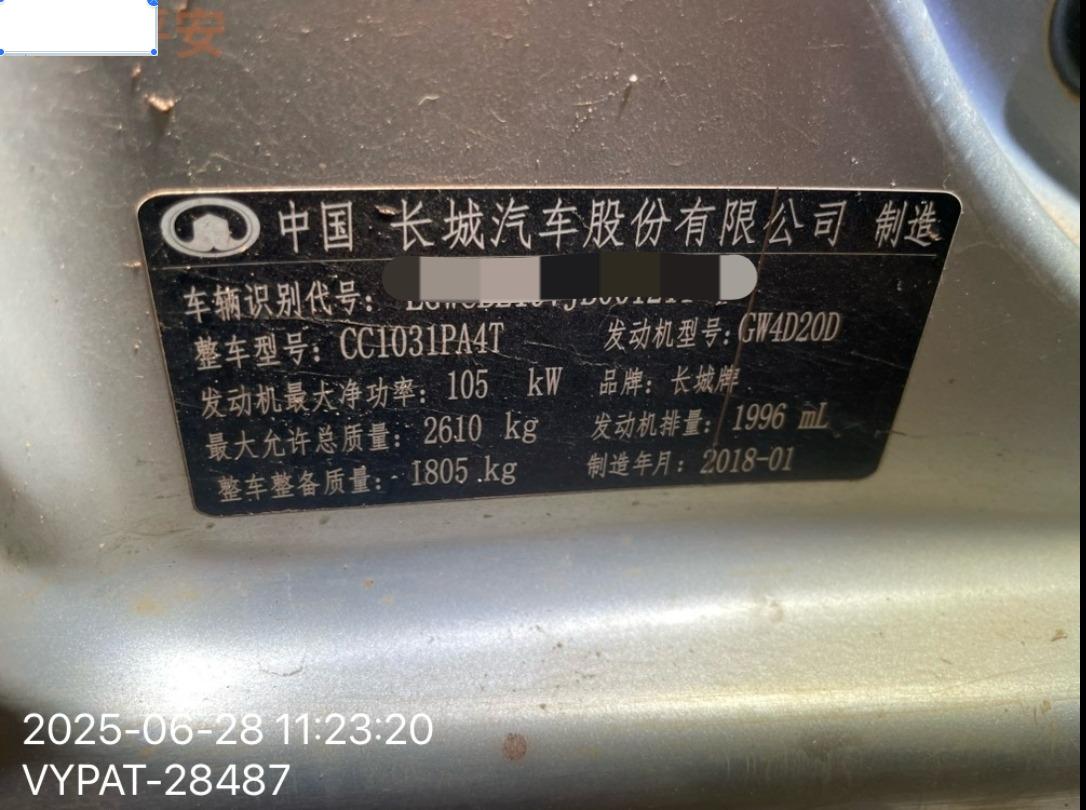 安
中国 长城汽车股份有限公司 制造
车辆识别代号:
整车型号: CC1031PA4T 发动机型号: GW4D20D
发动机最大净功率: 105 kW 品牌: 长城牌
最大允许总质量: 2610 kg 发动机排量: 1996 mL
整车整备质量: 1805 kg 制造年月: 2018-01
2025-06-28 11:23:20
VYPAT-28487